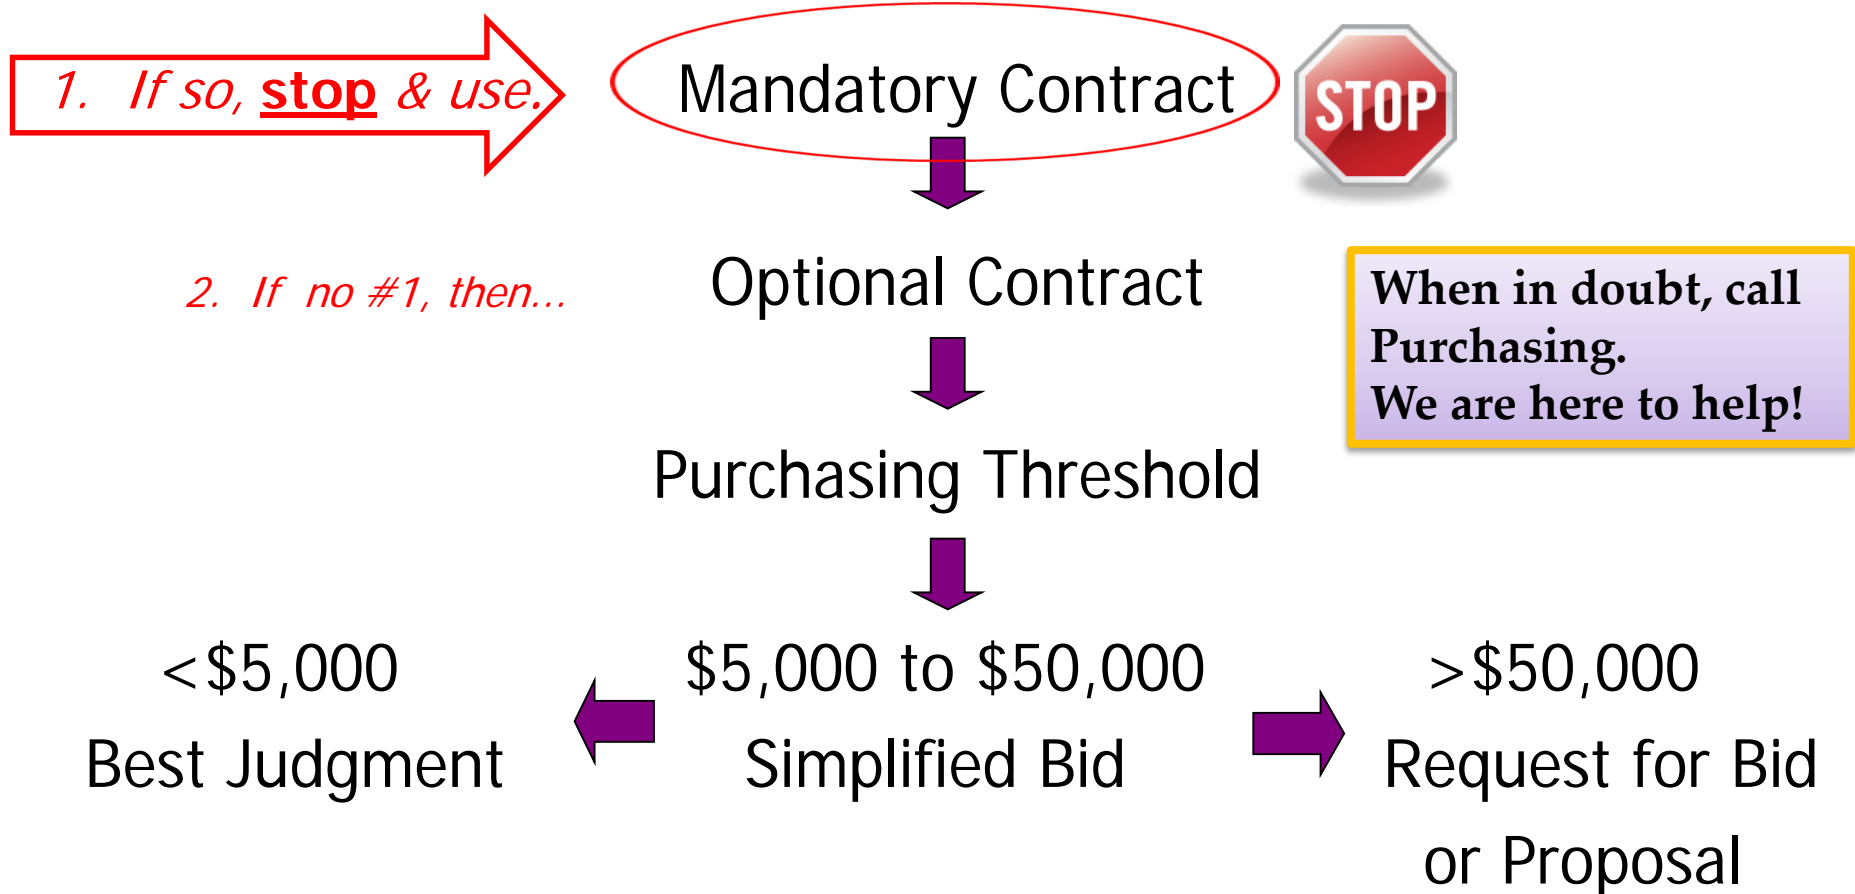 1. If so, stop & use.
Mandatory Contract
STOP
2. If no #1, then...
Optional Contract
When in doubt, call
Purchasing.
We are here to help!
Purchasing Threshold
<$5,000
Best Judgment
$5,000 to $50,000
Simplified Bid
>$50,000
Request for Bid
or Proposal